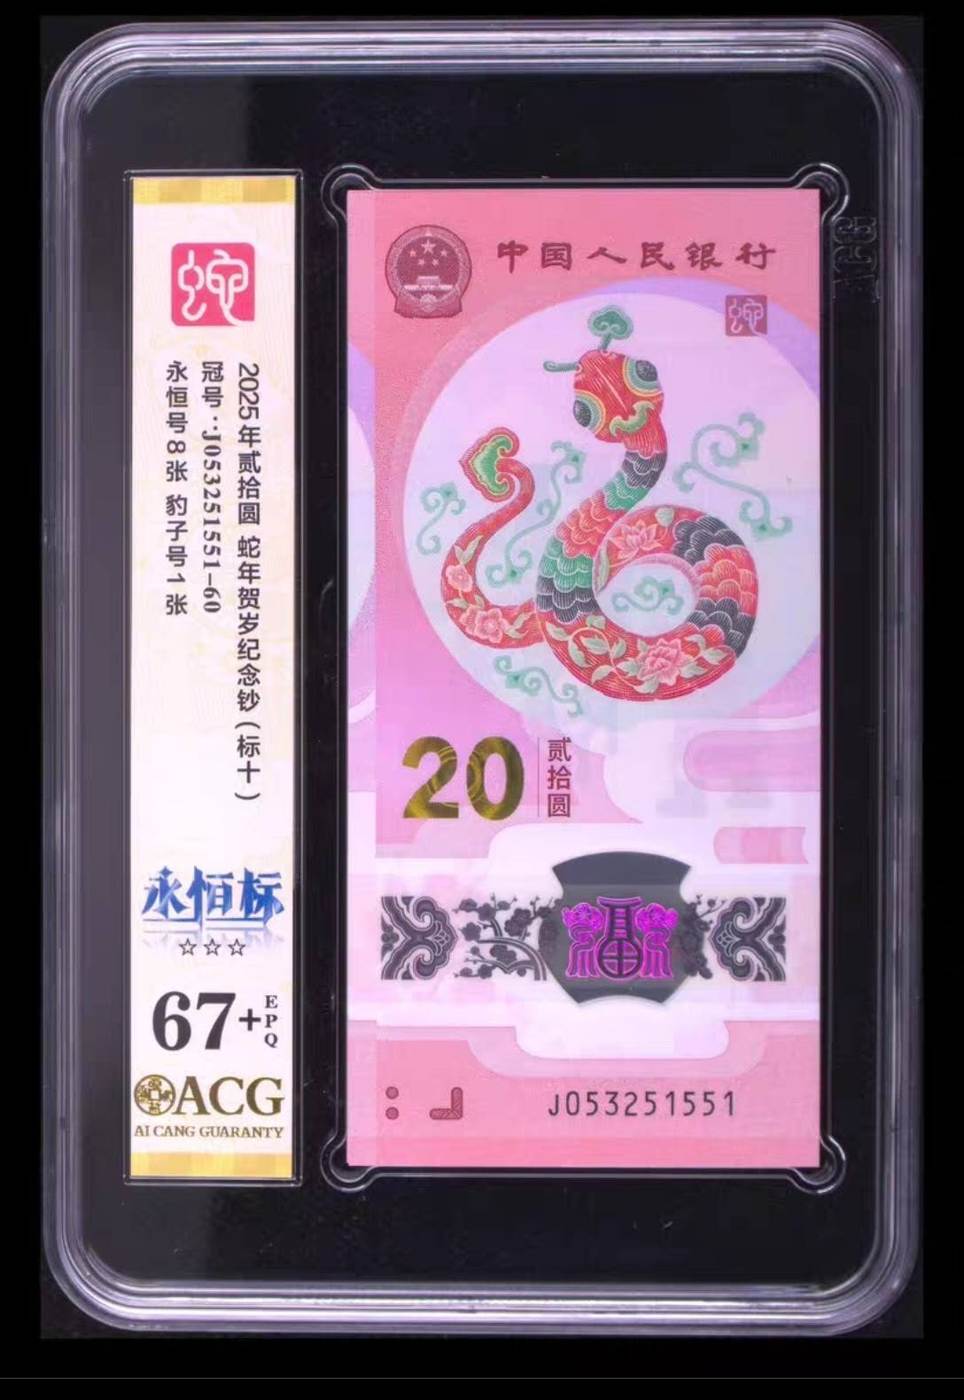 蛇
2025年贰拾圆 蛇年贺岁纪念钞（标十）
冠号：J053251551-60
永恒号8张 豹子号1张
永恒标
☆☆☆
67+EPQ
ACG
AI CANG GUARANTY
中国人民银行
蛇
20
贰拾圆
福
J053251551